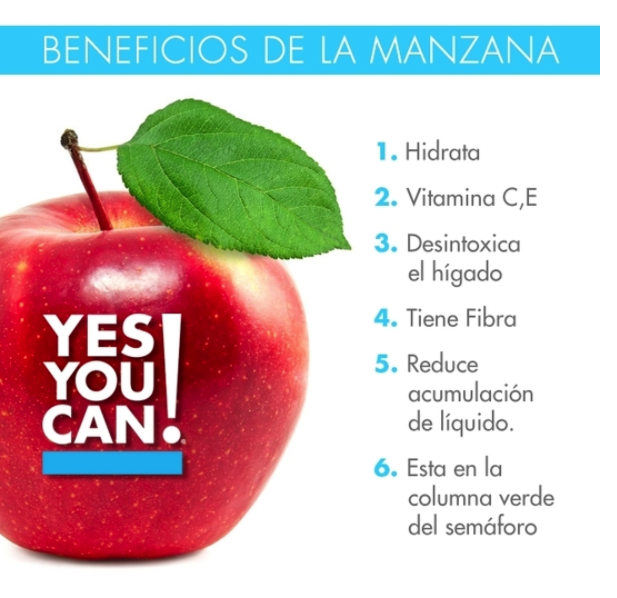 BENEFICIOS DE LA MANZANA
1. Hidrata
2. Vitamina C,E
3. Desintoxica
el hígado
4. Tiene Fibra
5. Reduce
acumulación
de líquido.
6. Esta en la
columna verde
del semáforo
YES
YOU
CAN!